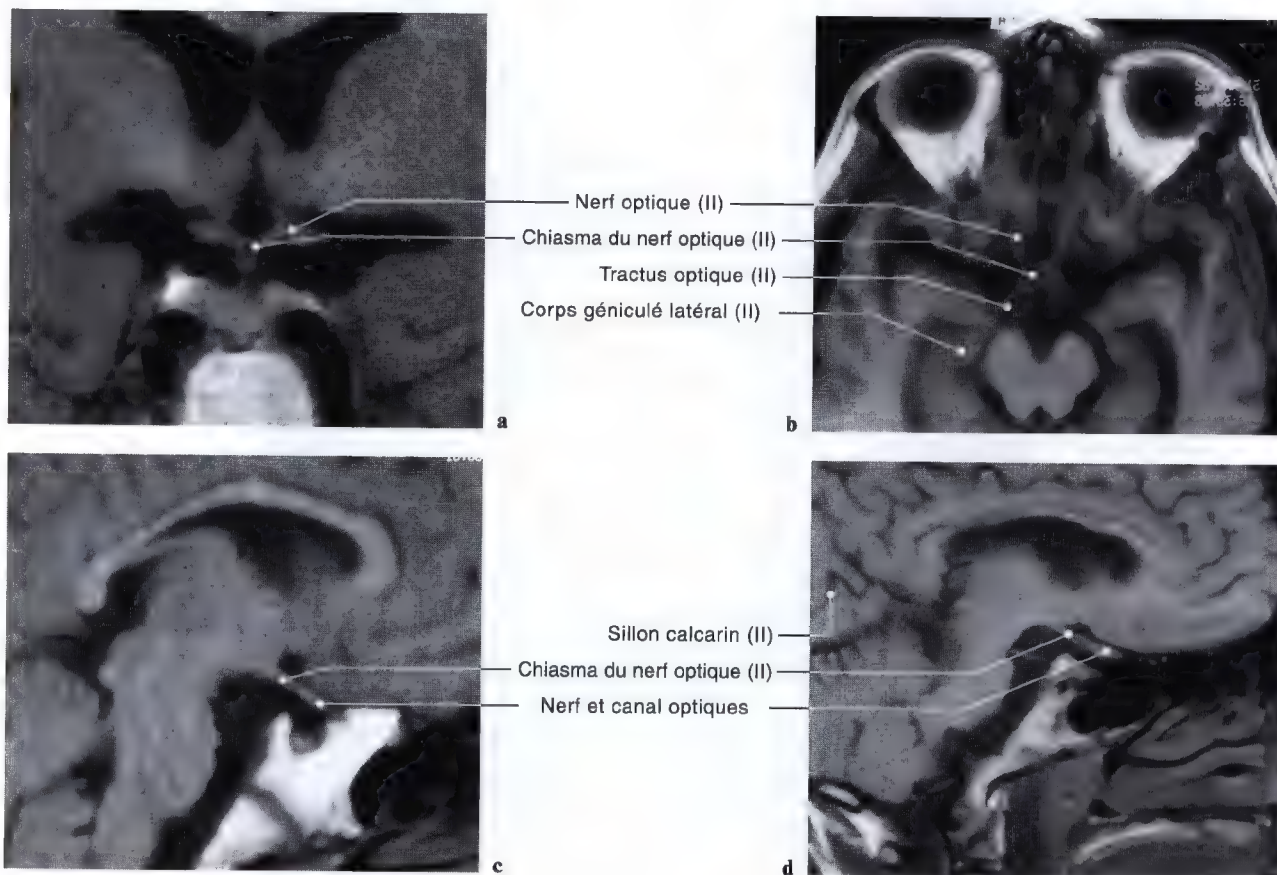 Nerf optique (II)
Chiasma du nerf optique (II)
Tractus optique (II)
Corps géniculé latéral (II)
a
b
Sillon calcarin (II)
Chiasma du nerf optique (II)
Nerf et canal optiques
c
d